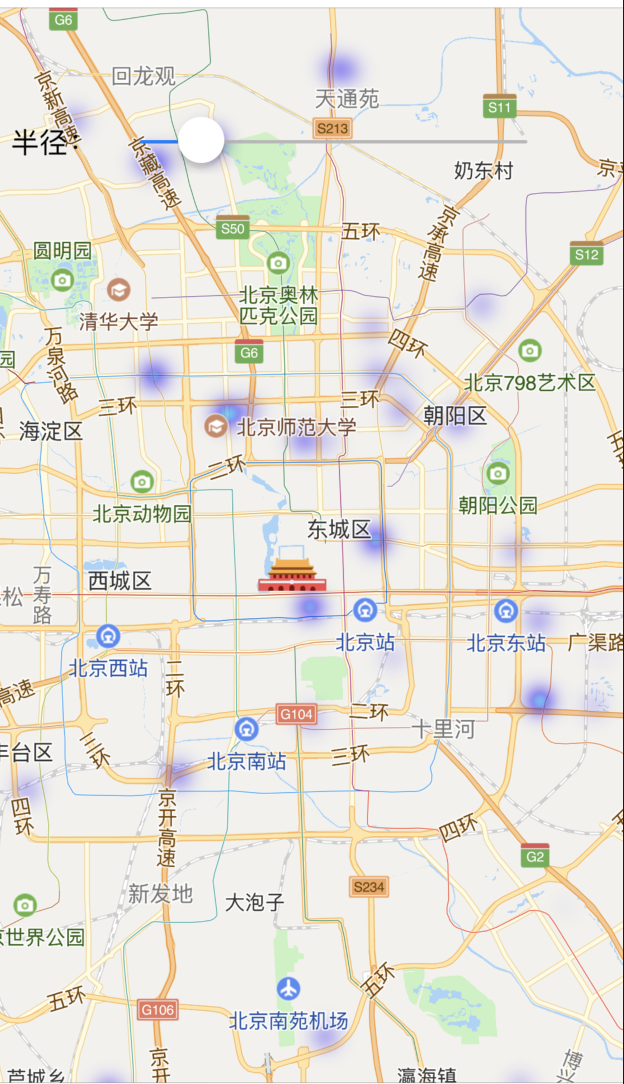 G6
回龙观
天通苑
S11
京新高速
S213
半径:
京藏高速
奶东村
京承高速
S50
五环
圆明园
S12
北京奥林
匹克公园
清华大学
万泉河路
G6
四环
北京798艺术区
三环
三环
朝阳区
海淀区
北京师范大学
二环
朝阳公园
北京动物园
东城区
西城区
万寿路
松
北京站
北京东站
广渠路
北京西站
二环
高速
G104
二环
十里河
北京南站
三环
三环
丰台区
四环
京开高速
四环
G2
S234
新发地
大泡子
世界公园
五环
五环
北京南苑机场
G106
京
芦城乡
瀛海镇
博兴